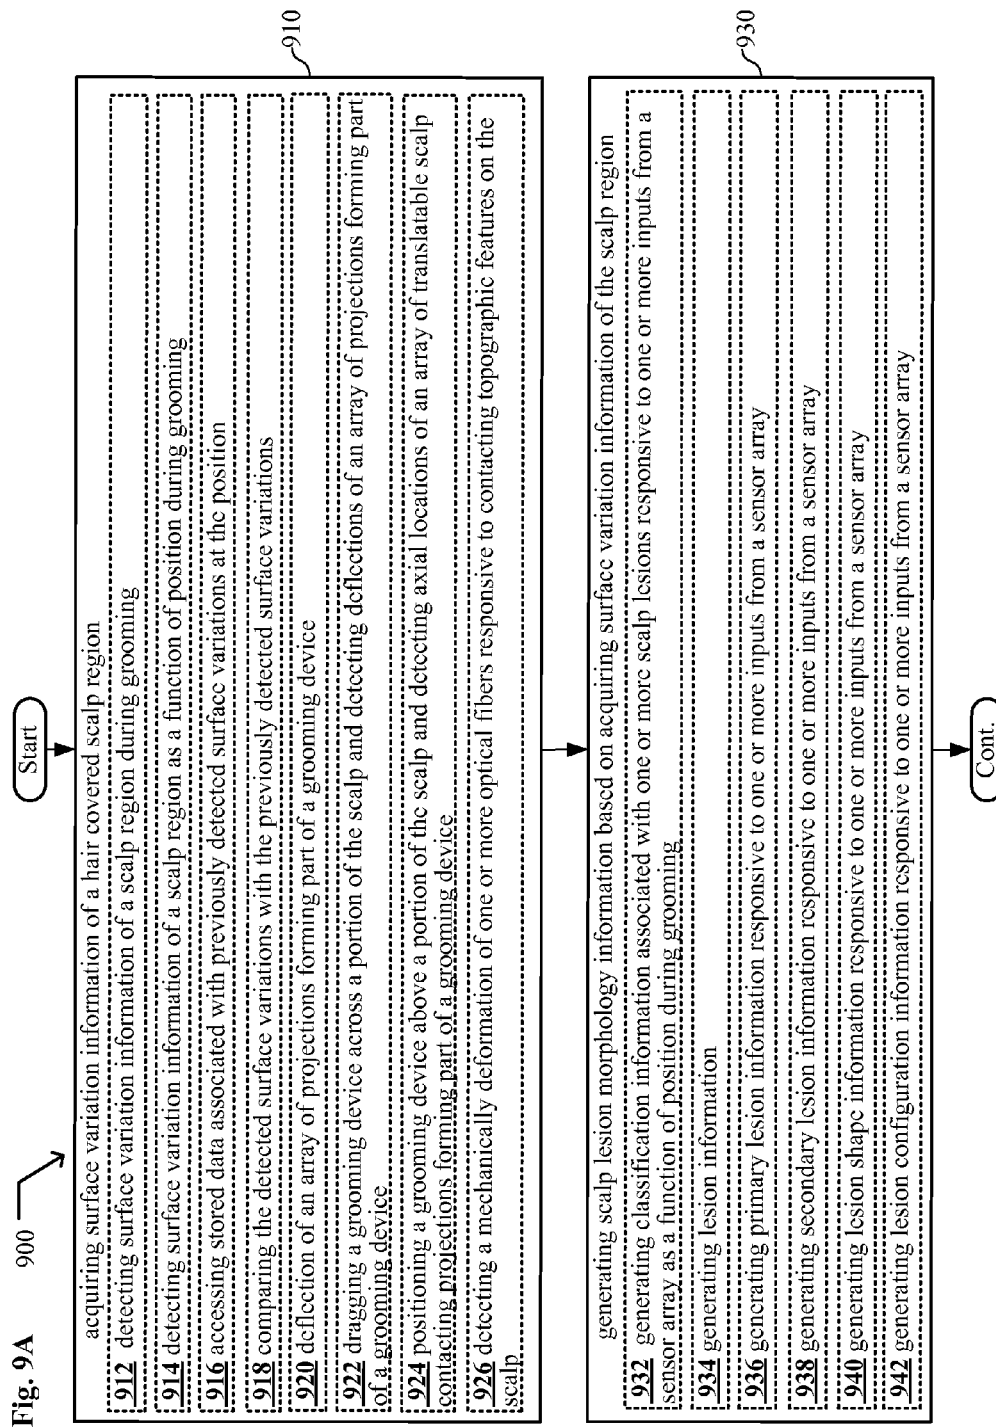 Fig. 9A
900
Start
acquiring surface variation information of a hair covered scalp region
912 detecting surface variation information of a scalp region during grooming
914 detecting surface variation information of a scalp region as a function of position during grooming
916 accessing stored data associated with previously detected surface variations at the position
918 comparing the detected surface variations with the previously detected surface variations
920 deflection of an array of projections forming part of a grooming device
922 dragging a grooming device across a portion of the scalp and detecting deflections of an array of projections forming part
of a grooming device
924 positioning a grooming device above a portion of the scalp and detecting axial locations of an array of translatable scalp
contacting projections forming part of a grooming device
926 detecting a mechanically deformation of one or more optical fibers responsive to contacting topographic features on the
scalp
910
generating scalp lesion morphology information based on acquiring surface variation information of the scalp region
932 generating classification information associated with one or more scalp lesions responsive to one or more inputs from a
sensor array as a function of position during grooming
934 generating lesion information
936 generating primary lesion information responsive to one or more inputs from a sensor array
938 generating secondary lesion information responsive to one or more inputs from a sensor array
940 generating lesion shape information responsive to one or more inputs from a sensor array
942 generating lesion configuration information responsive to one or more inputs from a sensor array
930
Cont.